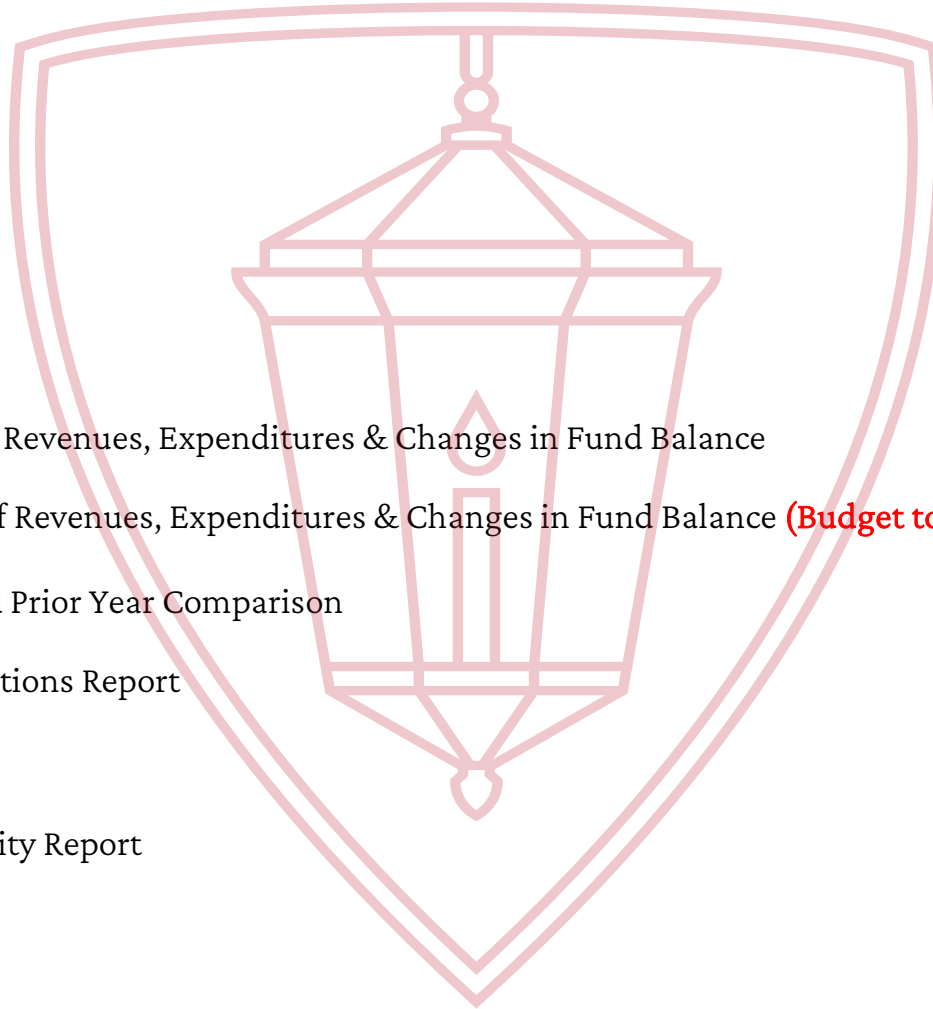 Revenues, Expenditures & Changes in Fund Balance
f Revenues, Expenditures & Changes in Fund Balance (Budget to
Prior Year Comparison
tions Report
ity Report